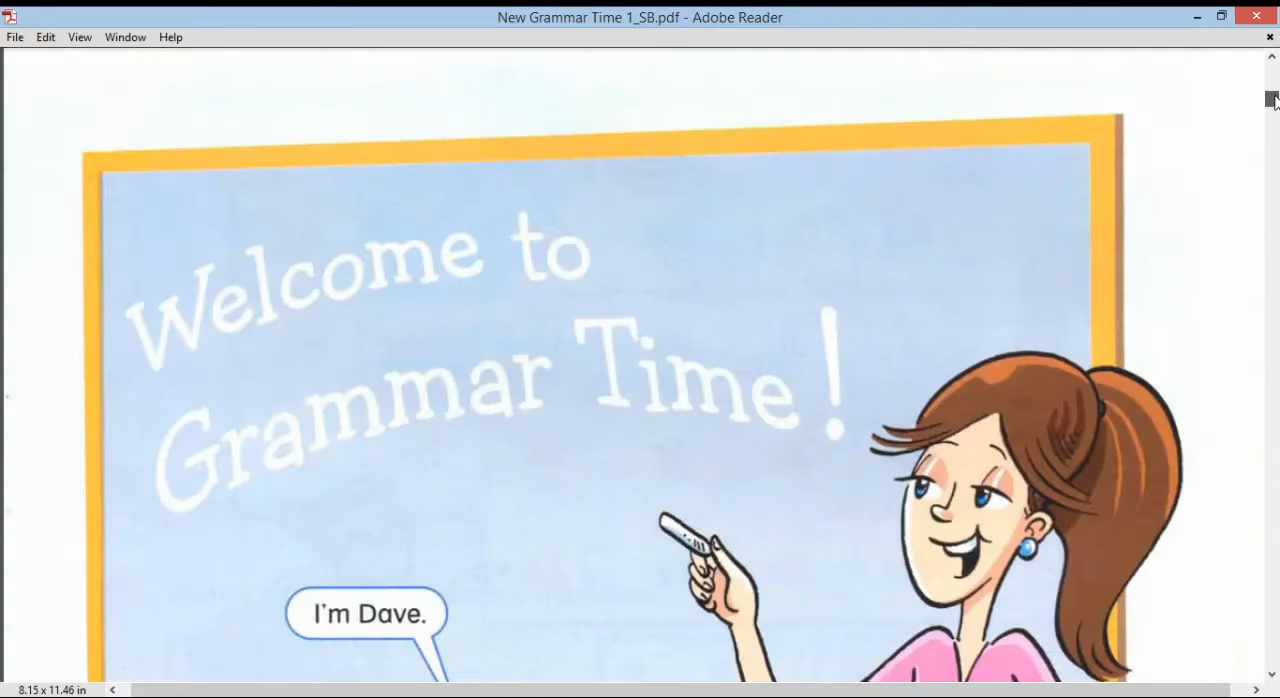 New Grammar Time 1_SB.pdf - Adobe Reader
File Edit View Window Help
Welcome to
Grammar Time!
I'm Dave.
8.15 x 11.46 in